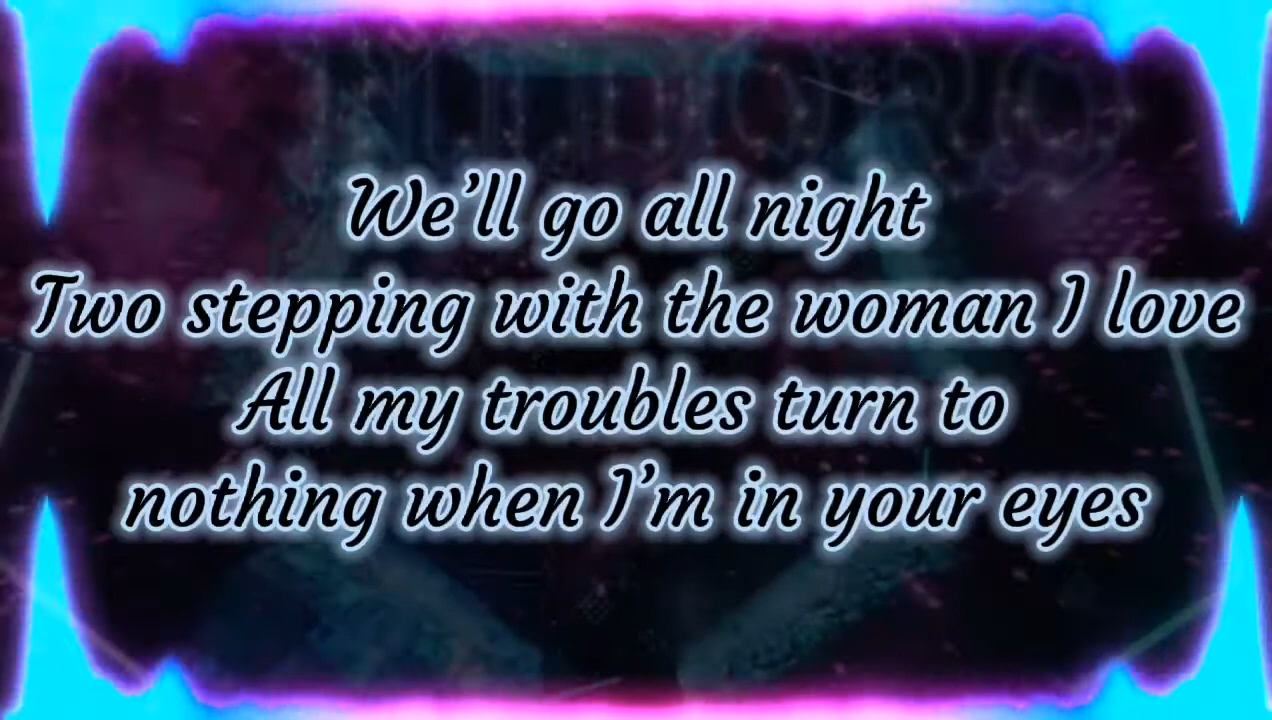 We’ll go all night
Two stepping with the woman I love
All my troubles turn to
nothing when I’m in your eyes